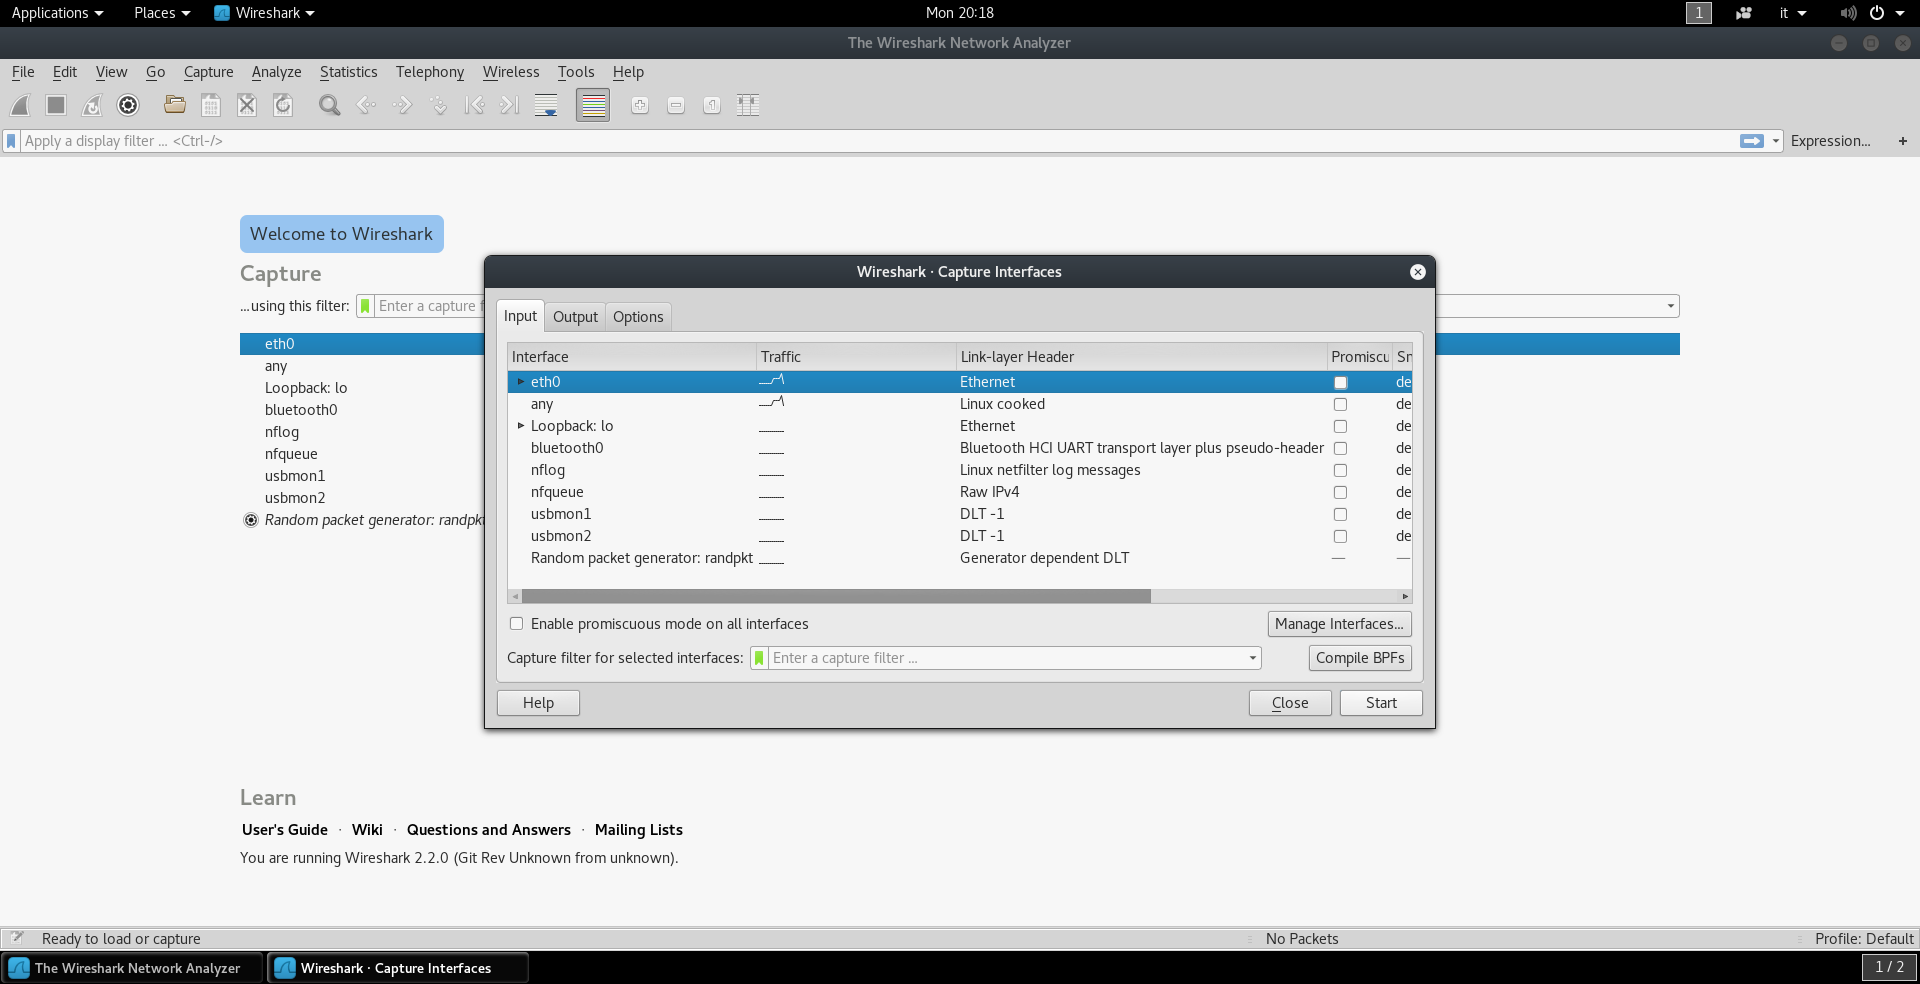 Applications Places Wireshark Mon 20:18 1 it
The Wireshark Network Analyzer
File Edit View Go Capture Analyze Statistics Telephony Wireless Tools Help
Apply a display filter ... <Ctrl-/> Expression... +
Welcome to Wireshark
Capture
...using this filter: Enter a capture f
eth0
any
Loopback: lo
bluetooth0
nflog
nfqueue
usbmon1
usbmon2
Random packet generator: randpkt
Wireshark · Capture Interfaces
Input Output Options
Interface Traffic Link-layer Header Promiscu Sn
eth0 Ethernet de
any Linux cooked de
Loopback: lo Ethernet de
bluetooth0 Bluetooth HCI UART transport layer plus pseudo-header de
nflog Linux netfilter log messages de
nfqueue Raw IPv4 de
usbmon1 DLT -1 de
usbmon2 DLT -1 de
Random packet generator: randpkt Generator dependent DLT — —
Enable promiscuous mode on all interfaces Manage Interfaces...
Capture filter for selected interfaces: Enter a capture filter ... Compile BPFs
Help Close Start
Learn
User's Guide · Wiki · Questions and Answers · Mailing Lists
You are running Wireshark 2.2.0 (Git Rev Unknown from unknown).
Ready to load or capture No Packets Profile: Default
The Wireshark Network Analyzer Wireshark · Capture Interfaces 1 / 2